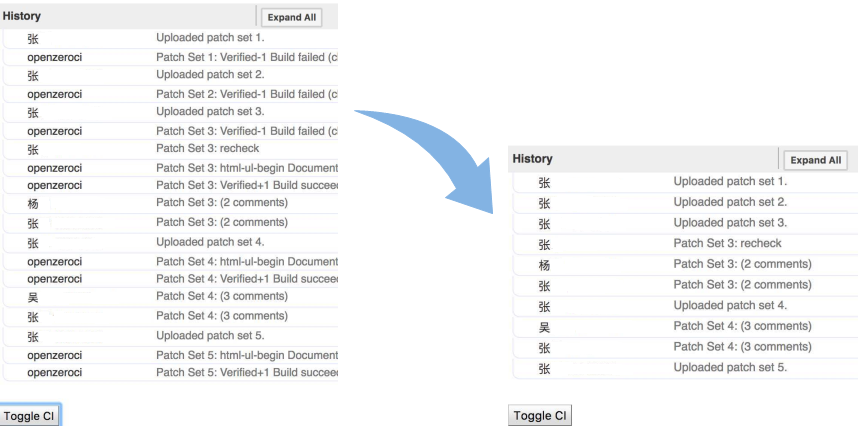 History Expand All
张 Uploaded patch set 1.
openzeroci Patch Set 1: Verified-1 Build failed
张 Uploaded patch set 2.
openzeroci Patch Set 2: Verified-1 Build failed
张 Uploaded patch set 3.
openzeroci Patch Set 3: Verified-1 Build failed
张 Patch Set 3: recheck
openzeroci Patch Set 3: html-ul-begin Document
openzeroci Patch Set 3: Verified+1 Build
杨 Patch Set 3: (2 comments)
张 Patch Set 3: (2 comments)
张 Uploaded patch set 4.
openzeroci Patch Set 4: html-ul-begin Document
openzeroci Patch Set 4: Verified+1 Build
吴 Patch Set 4: (3 comments)
张 Patch Set 4: (3 comments)
张 Uploaded patch set 5.
openzeroci Patch Set 5: html-ul-begin Document
openzeroci Patch Set 5: Verified+1 Build
Toggle CI
History Expand All
张 Uploaded patch set 1.
张 Uploaded patch set 2.
张 Uploaded patch set 3.
张 Patch Set 3: recheck
杨 Patch Set 3: (2 comments)
张 Patch Set 3: (2 comments)
张 Uploaded patch set 4.
吴 Patch Set 4: (3 comments)
张 Patch Set 4: (3 comments)
张 Uploaded patch set 5.
Toggle CI